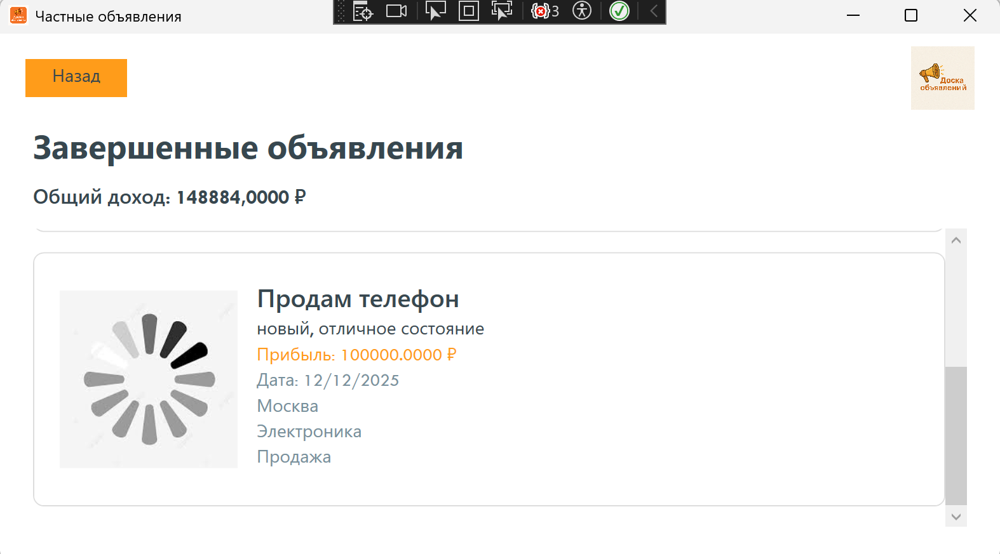 Частные объявления
3
Назад
Доска
объявлений
Завершенные объявления
Общий доход: 148884,0000 ₽
Продам телефон
новый, отличное состояние
Прибыль: 100000.0000 ₽
Дата: 12/12/2025
Москва
Электроника
Продажа